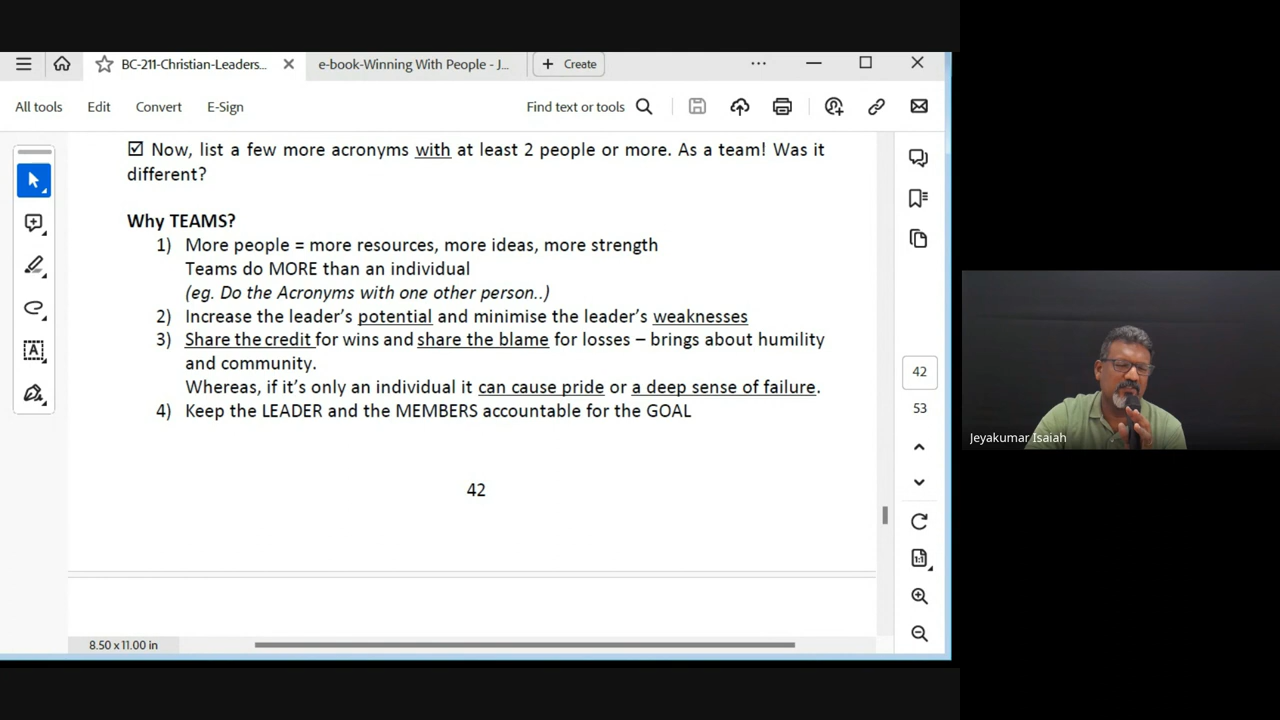 BC-211-Christian-Leaders...
e-book-Winning With People - J...
Create
All tools
Edit
Convert
E-Sign
Find text or tools
☑ Now, list a few more acronyms with at least 2 people or more. As a team! Was it
different?
Why TEAMS?
1) More people = more resources, more ideas, more strength
Teams do MORE than an individual
(eg. Do the Acronyms with one other person..)
2) Increase the leader's potential and minimise the leader's weaknesses
3) Share the credit for wins and share the blame for losses – brings about humility
and community.
Whereas, if it's only an individual it can cause pride or a deep sense of failure.
4) Keep the LEADER and the MEMBERS accountable for the GOAL
42
42
53
1:1
8.50 x 11.00 in
Jeyakumar Isaiah